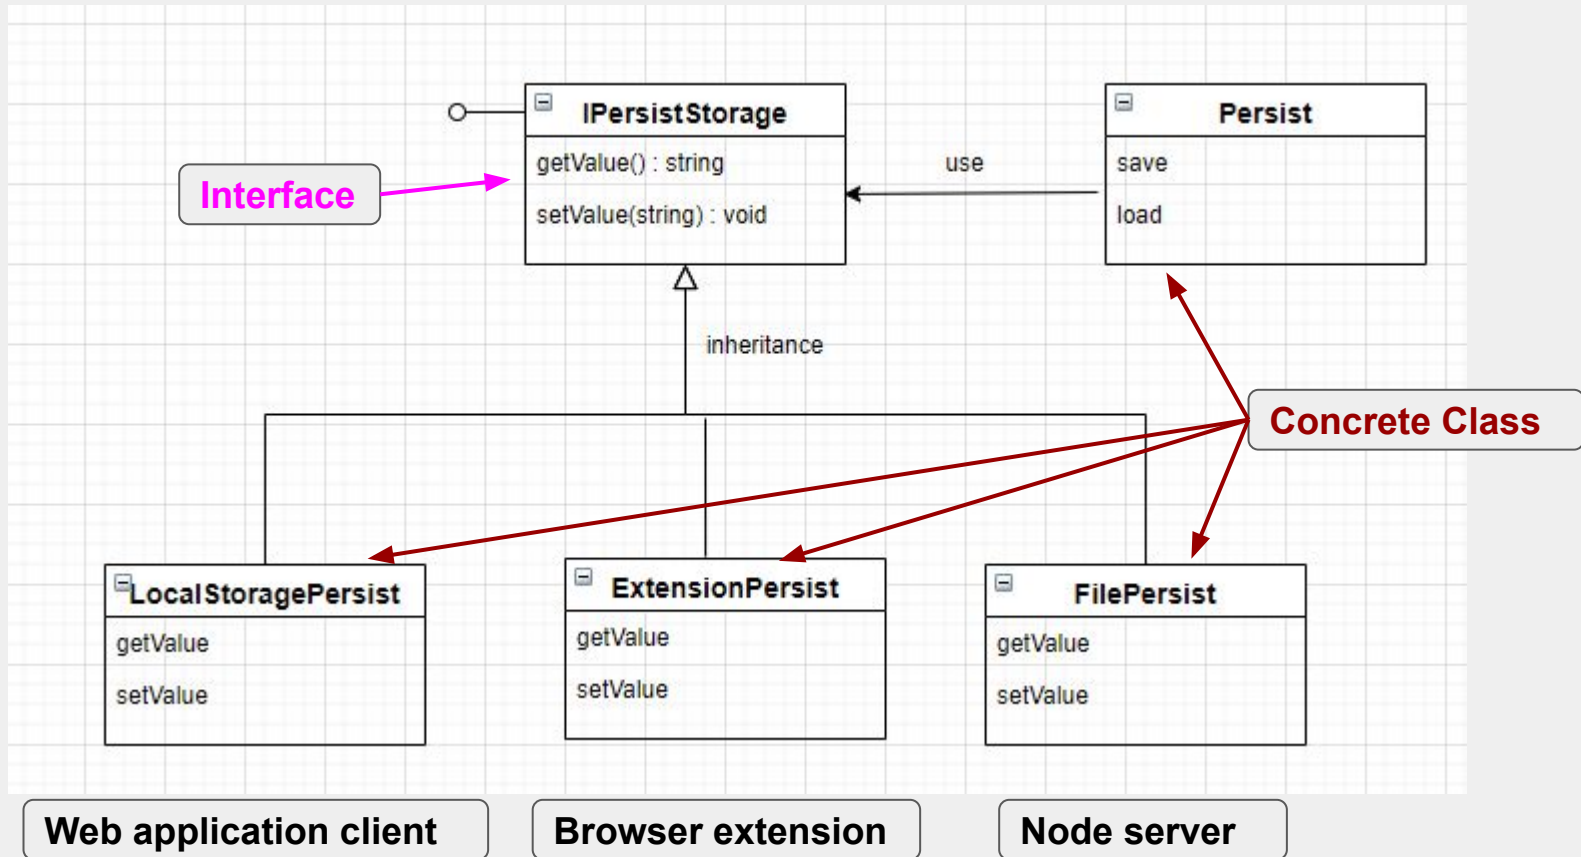 IPersistStorage
getValue() : string
setValue(string) : void
Persist
save
load
use
Interface
inheritance
Concrete Class
LocalStoragePersist
getValue
setValue
ExtensionPersist
getValue
setValue
FilePersist
getValue
setValue
Web application client
Browser extension
Node server